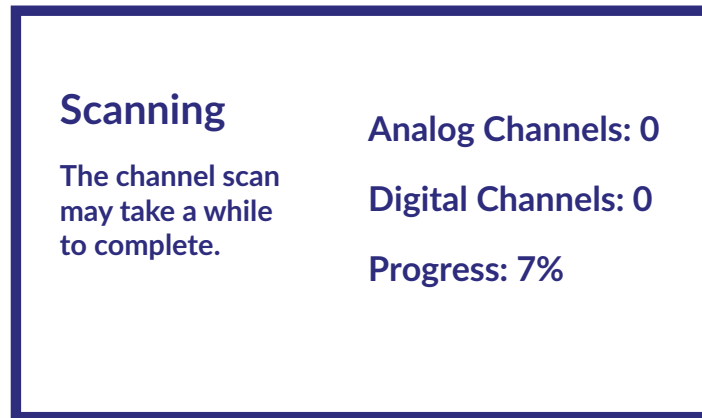 Scanning
The channel scan
may take a while
to complete.
Analog Channels: 0
Digital Channels: 0
Progress: 7%